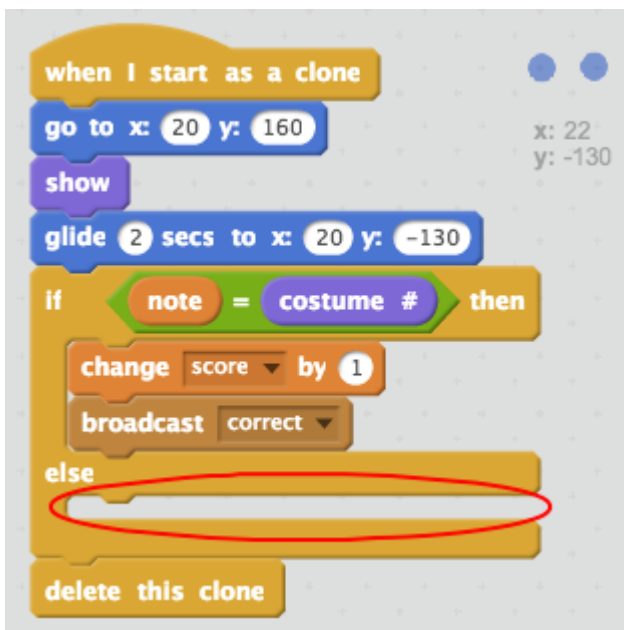 when I start as a clone
go to x: 20 y: 160
x: 22
y: -130
show
glide 2 secs to x: 20 y: -130
if note = costume # then
change score by 1
broadcast correct
else
delete this clone